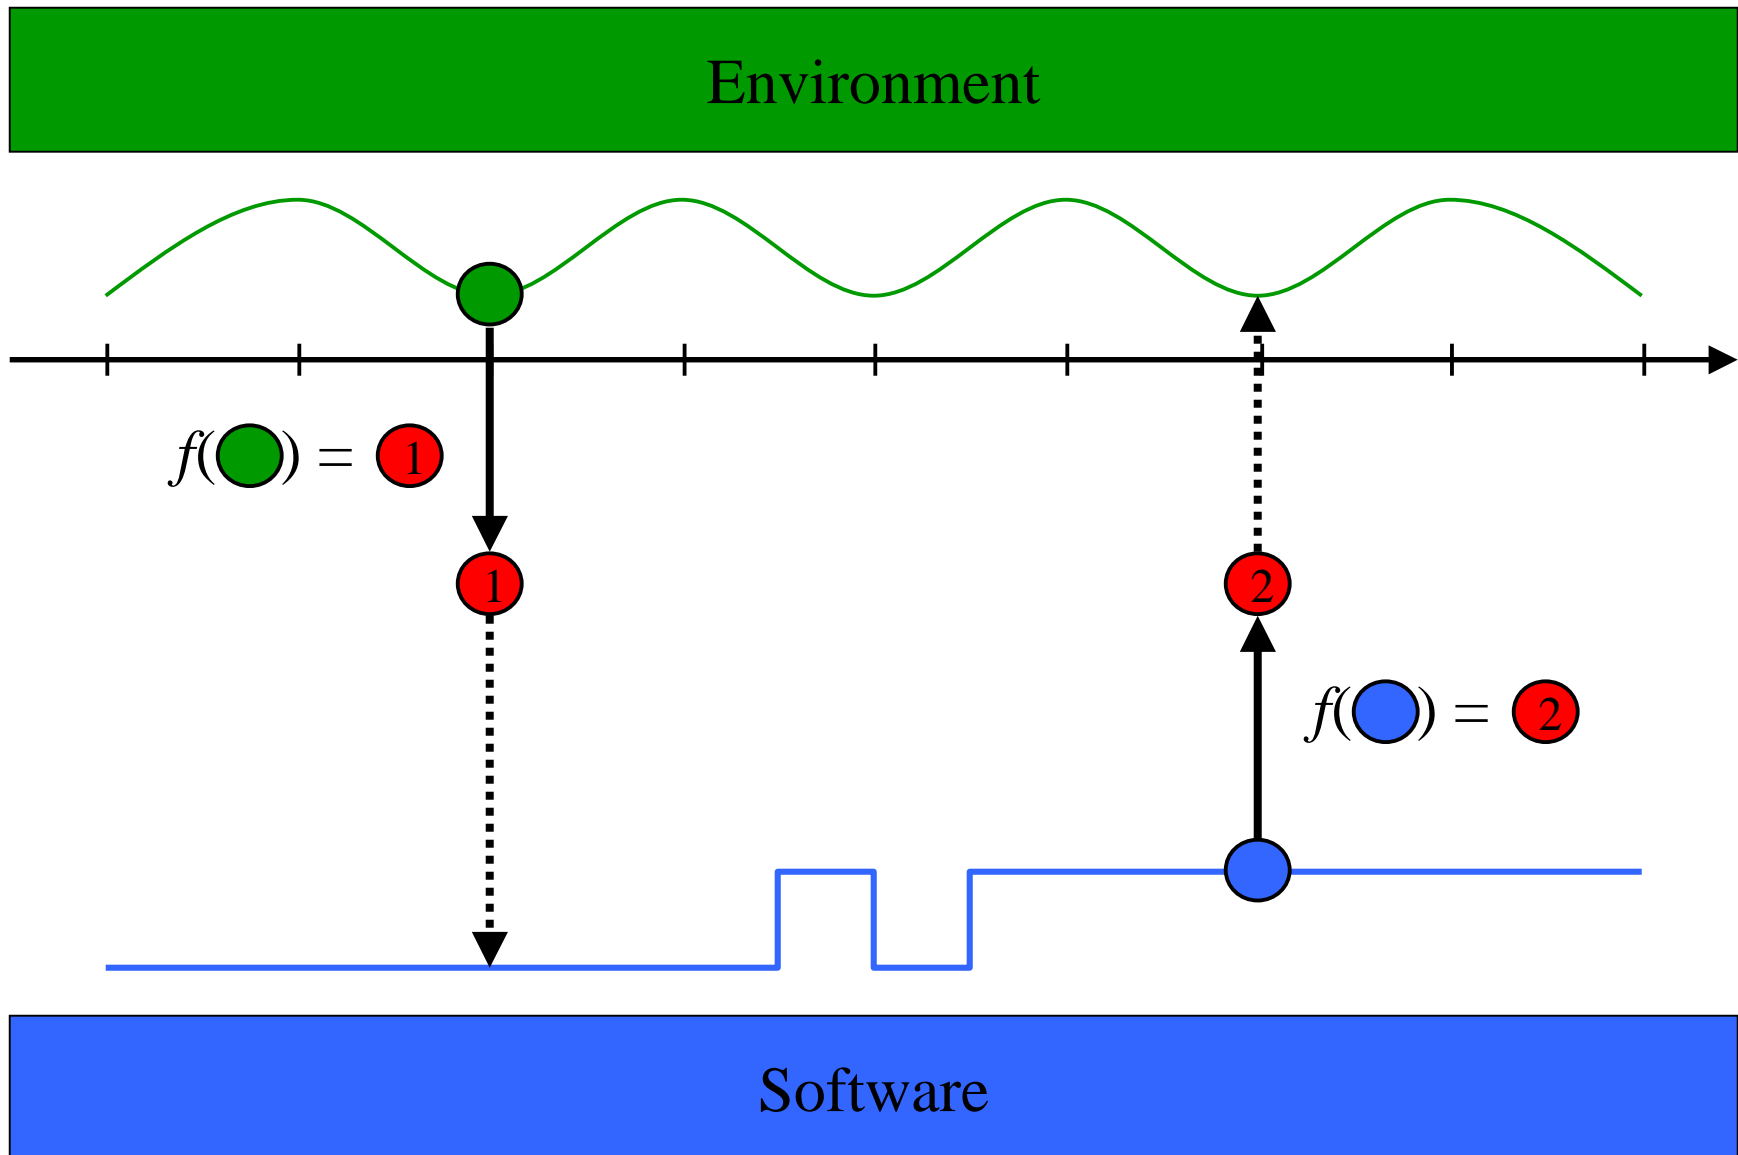 Environment
f( ) = 1
1
2
f( ) = 2
Software